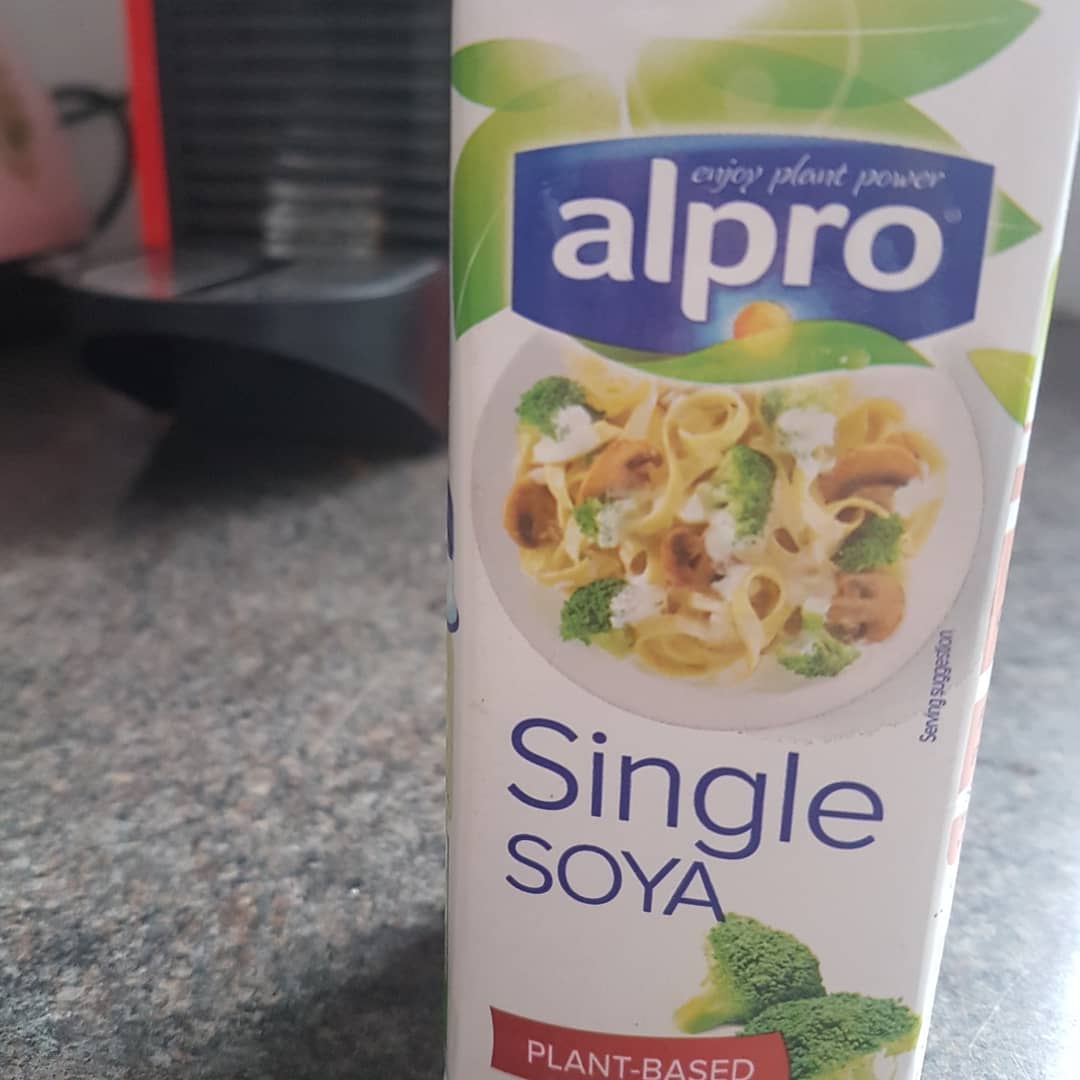 enjoy plant power
alpro
Serving suggestion
Single
SOYA
PLANT-BASED